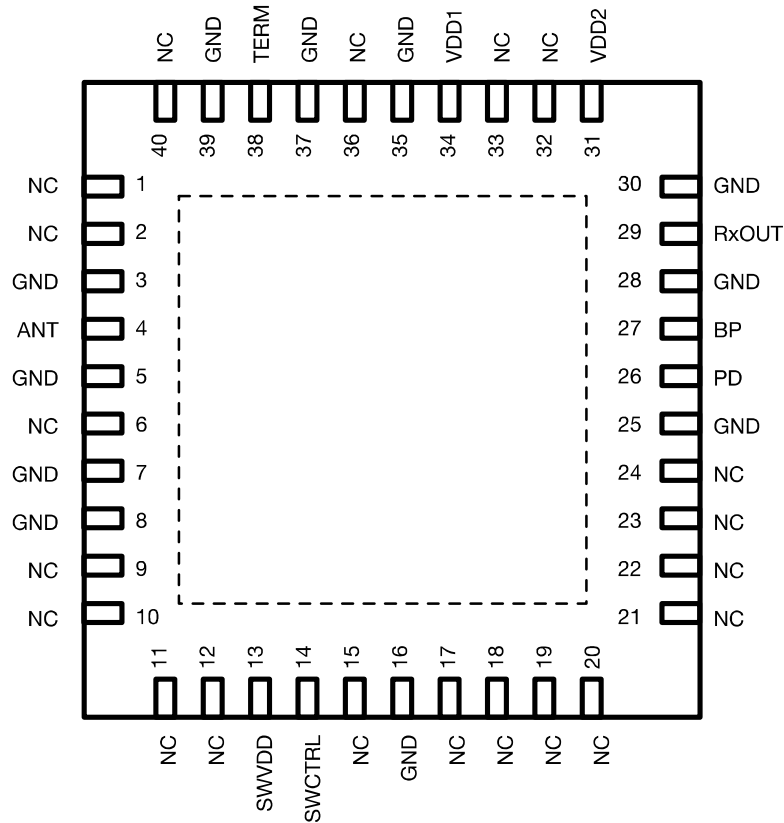 NC GND TERM GND NC GND VDD1 NC NC VDD2
40 39 38 37 36 35 34 33 32 31
NC 1 30 GND
NC 2 29 RxOUT
GND 3 28 GND
ANT 4 27 BP
GND 5 26 PD
NC 6 25 GND
GND 7 24 NC
GND 8 23 NC
NC 9 22 NC
NC 10 21 NC
11 12 13 14 15 16 17 18 19 20
NC NC SWVDD SWCTRL NC GND NC NC NC NC